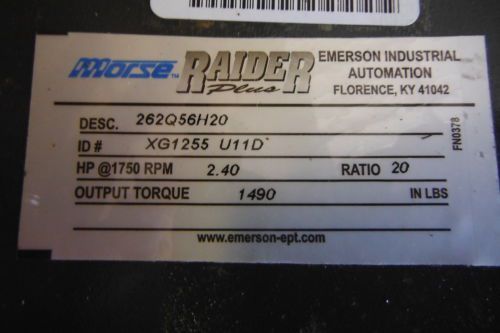 morse™ RAIDER Plus
EMERSON INDUSTRIAL
AUTOMATION
FLORENCE, KY 41042
DESC. 262Q56H20
ID # XG1255 U11D
HP @1750 RPM 2.40 RATIO 20
OUTPUT TORQUE 1490 IN LBS
www.emerson-ept.com
FN0378